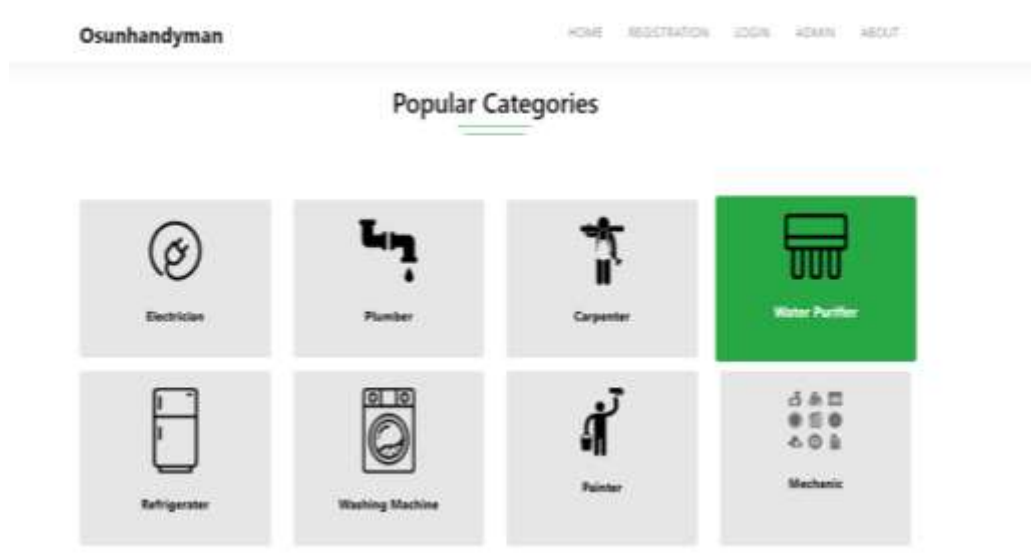 Osunhandyman
HOME REGISTRATION LOGIN ADMIN ABOUT
Popular Categories
Electrician
Plumber
Carpenter
Water Purifier
Refrigerater
Washing Machine
Painter
Mechanic